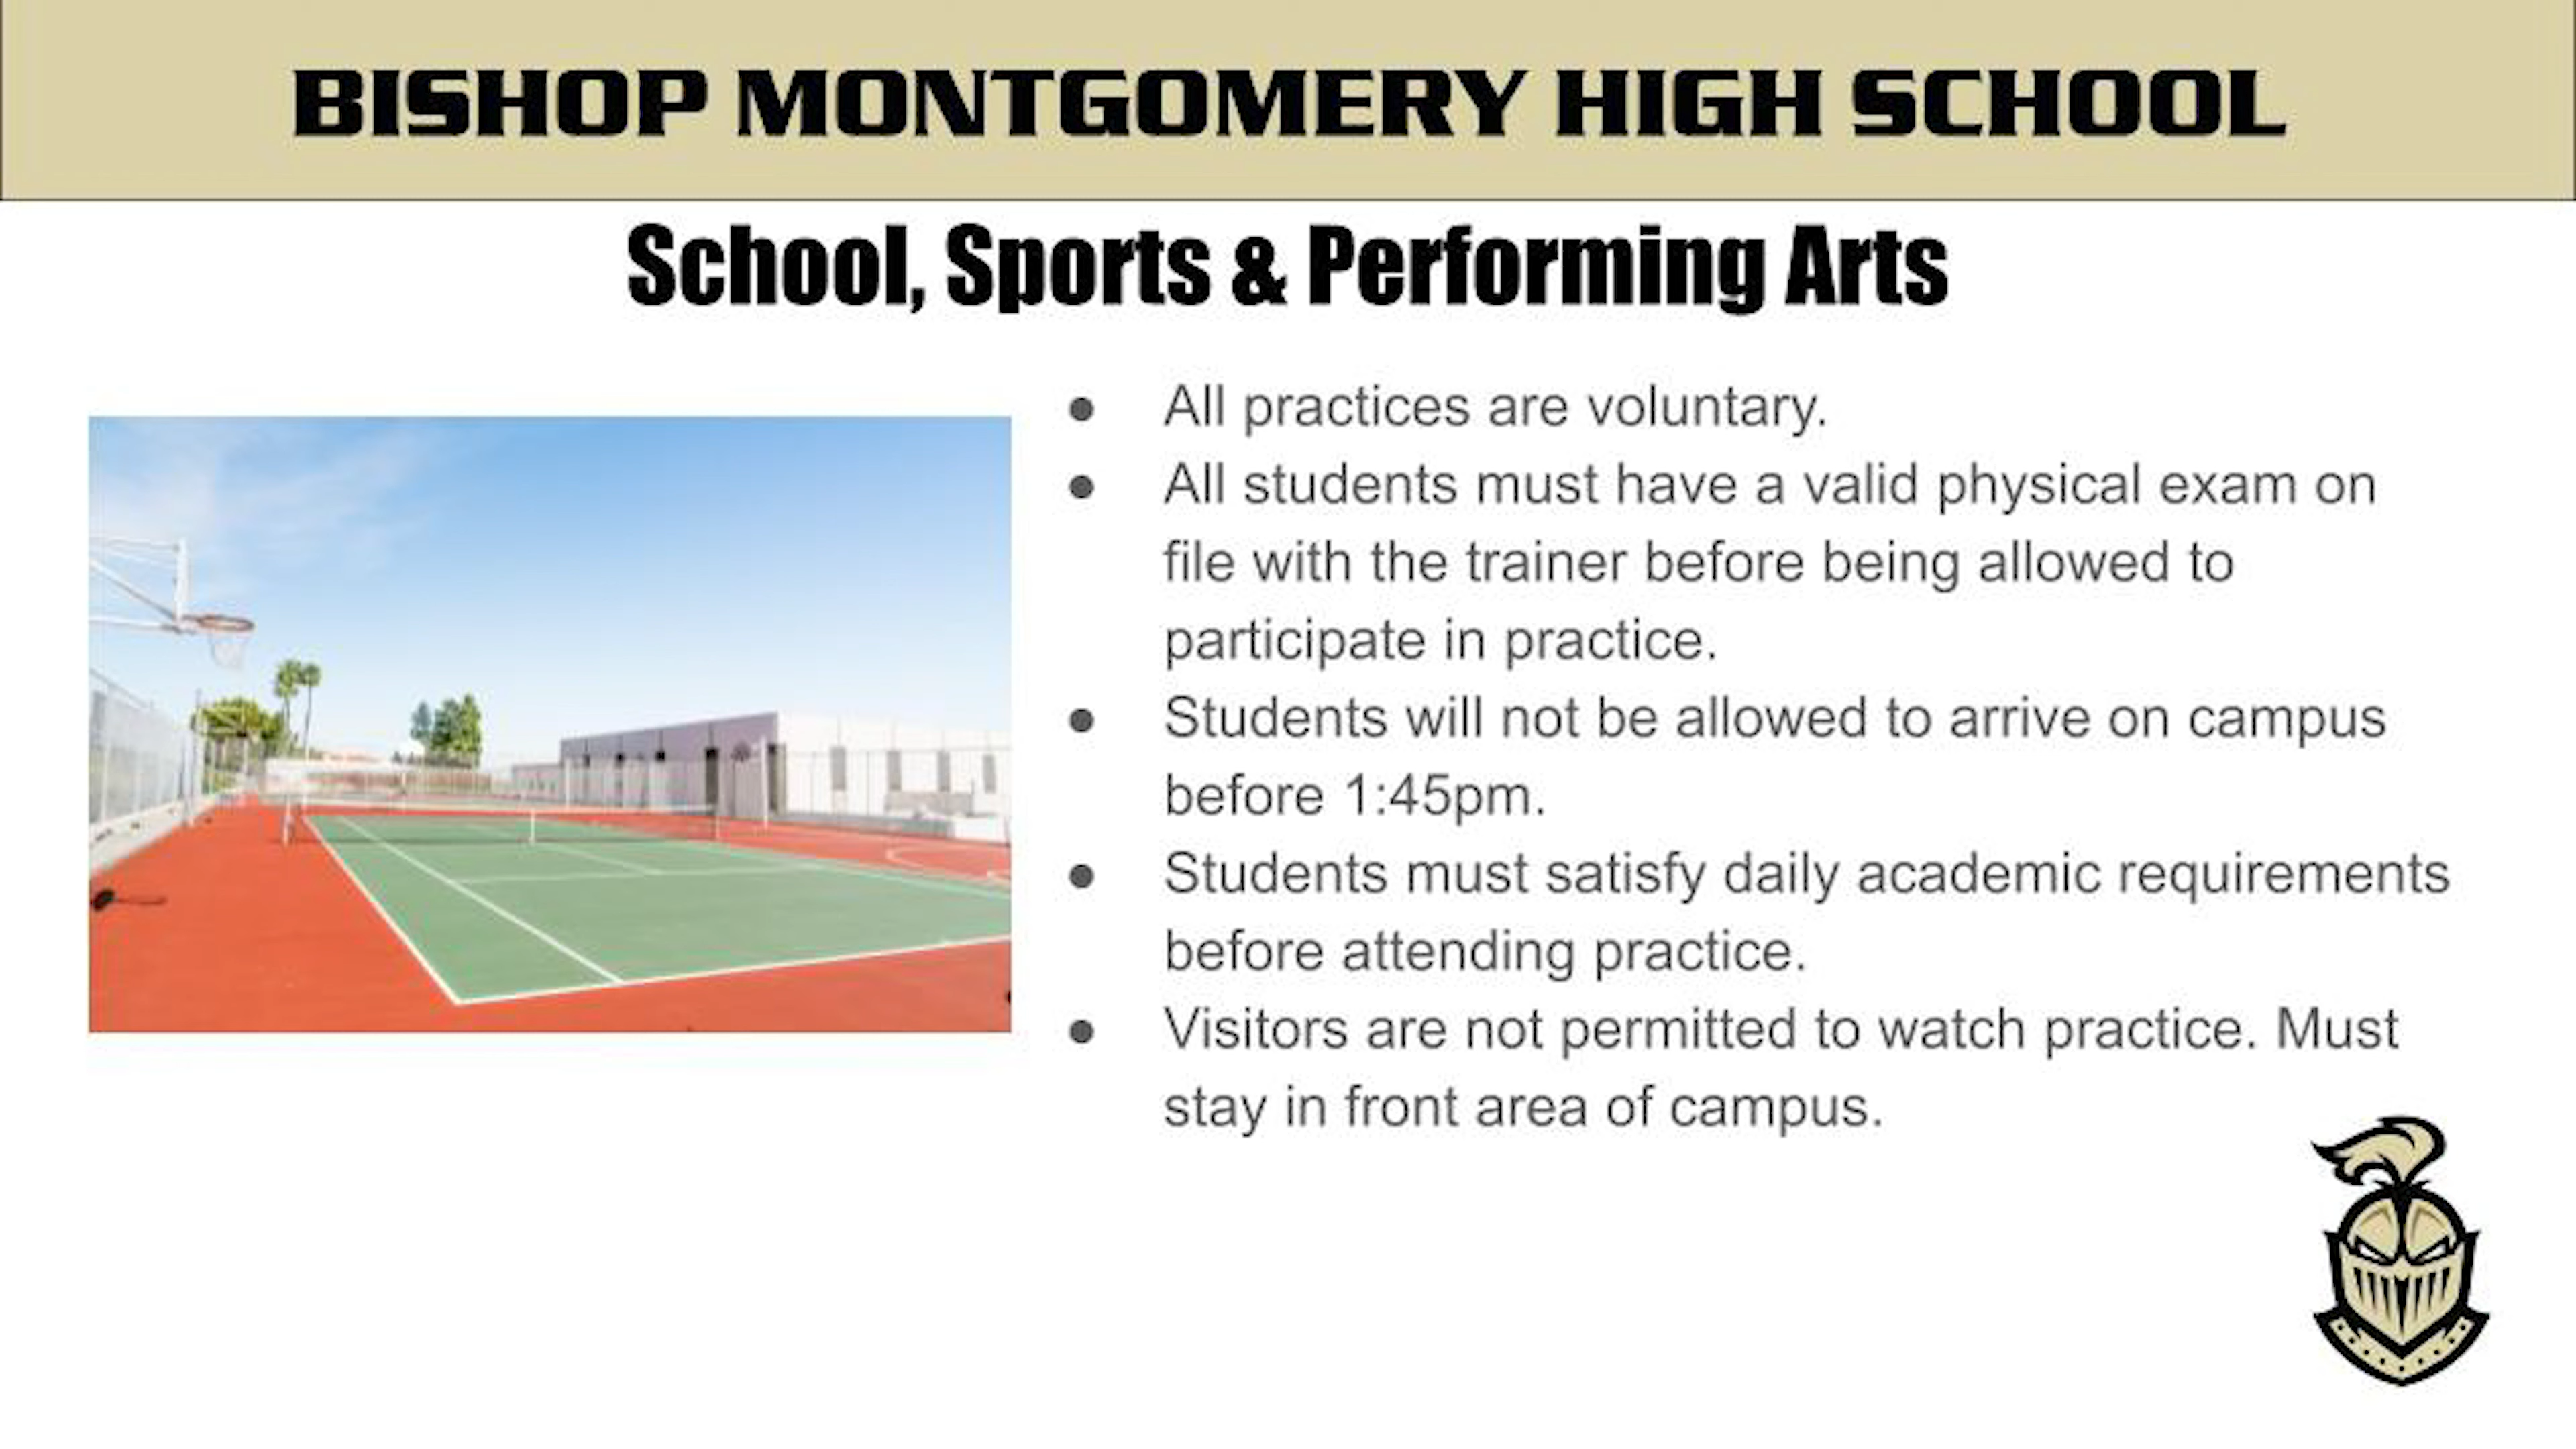 BISHOP MONTGOMERY HIGH SCHOOL
School, Sports & Performing Arts
● All practices are voluntary.
● All students must have a valid physical exam on
file with the trainer before being allowed to
participate in practice.
● Students will not be allowed to arrive on campus
before 1:45pm.
● Students must satisfy daily academic requirements
before attending practice.
● Visitors are not permitted to watch practice. Must
stay in front area of campus.